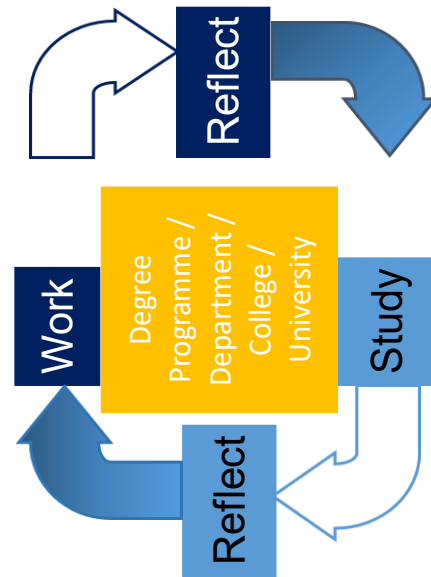 Reflect
Work
Degree
Programme /
Department /
College /
University
Study
Reflect